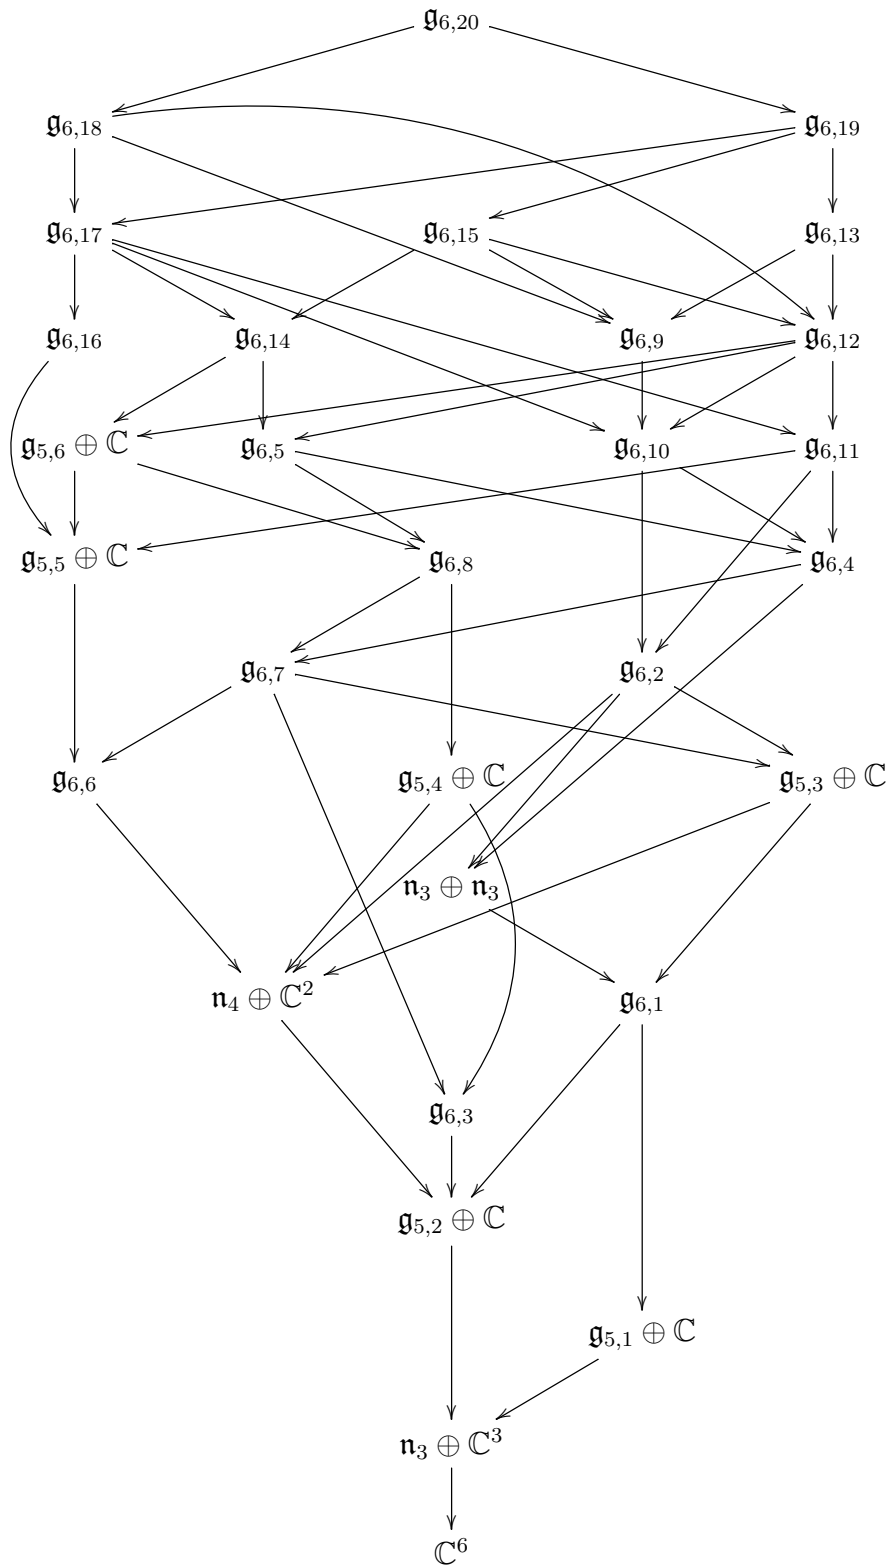 𝔤₆,₂₀
𝔤₆,₁₈ 𝔤₆,₁₉
𝔤₆,₁₇ 𝔤₆,₁₅ 𝔤₆,₁₃
𝔤₆,₁₆ 𝔤₆,₁₄ 𝔤₆,₉ 𝔤₆,₁₂
𝔤₅,₆ ⊕ ℂ 𝔤₆,₅ 𝔤₆,₁₀ 𝔤₆,₁₁
𝔤₅,₅ ⊕ ℂ 𝔤₆,₈ 𝔤₆,₄
𝔤₆,₇ 𝔤₆,₂
𝔤₆,₆ 𝔤₅,₄ ⊕ ℂ 𝔤₅,₃ ⊕ ℂ
𝔫₃ ⊕ 𝔫₃
𝔫₄ ⊕ ℂ² 𝔤₆,₁
𝔤₆,₃
𝔤₅,₂ ⊕ ℂ
𝔤₅,₁ ⊕ ℂ
𝔫₃ ⊕ ℂ³
ℂ⁶